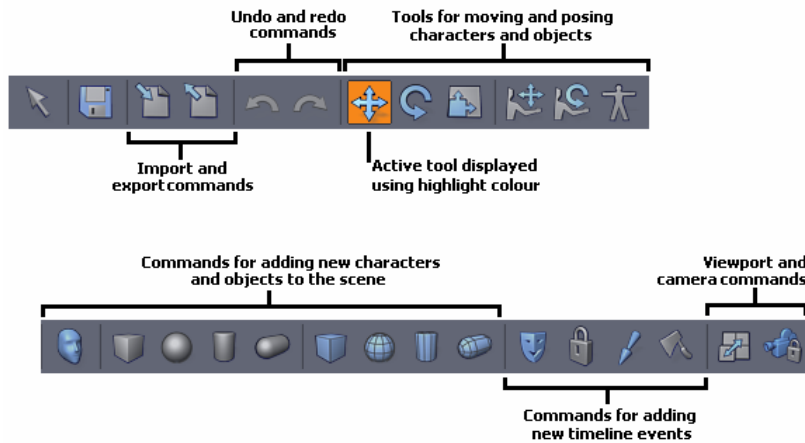 Undo and redo
commands
Tools for moving and posing
characters and objects
Import and
export commands
Active tool displayed
using highlight colour
Commands for adding new characters
and objects to the scene
Viewport and
camera commands
Commands for adding
new timeline events